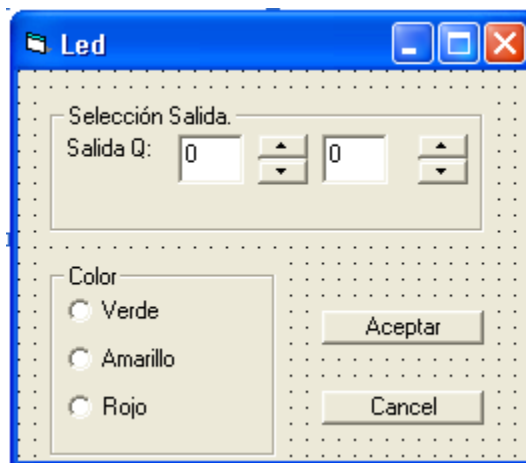 Led
Selección Salida.
Salida Q: 0 0
Color
Verde
Amarillo
Aceptar
Rojo
Cancel